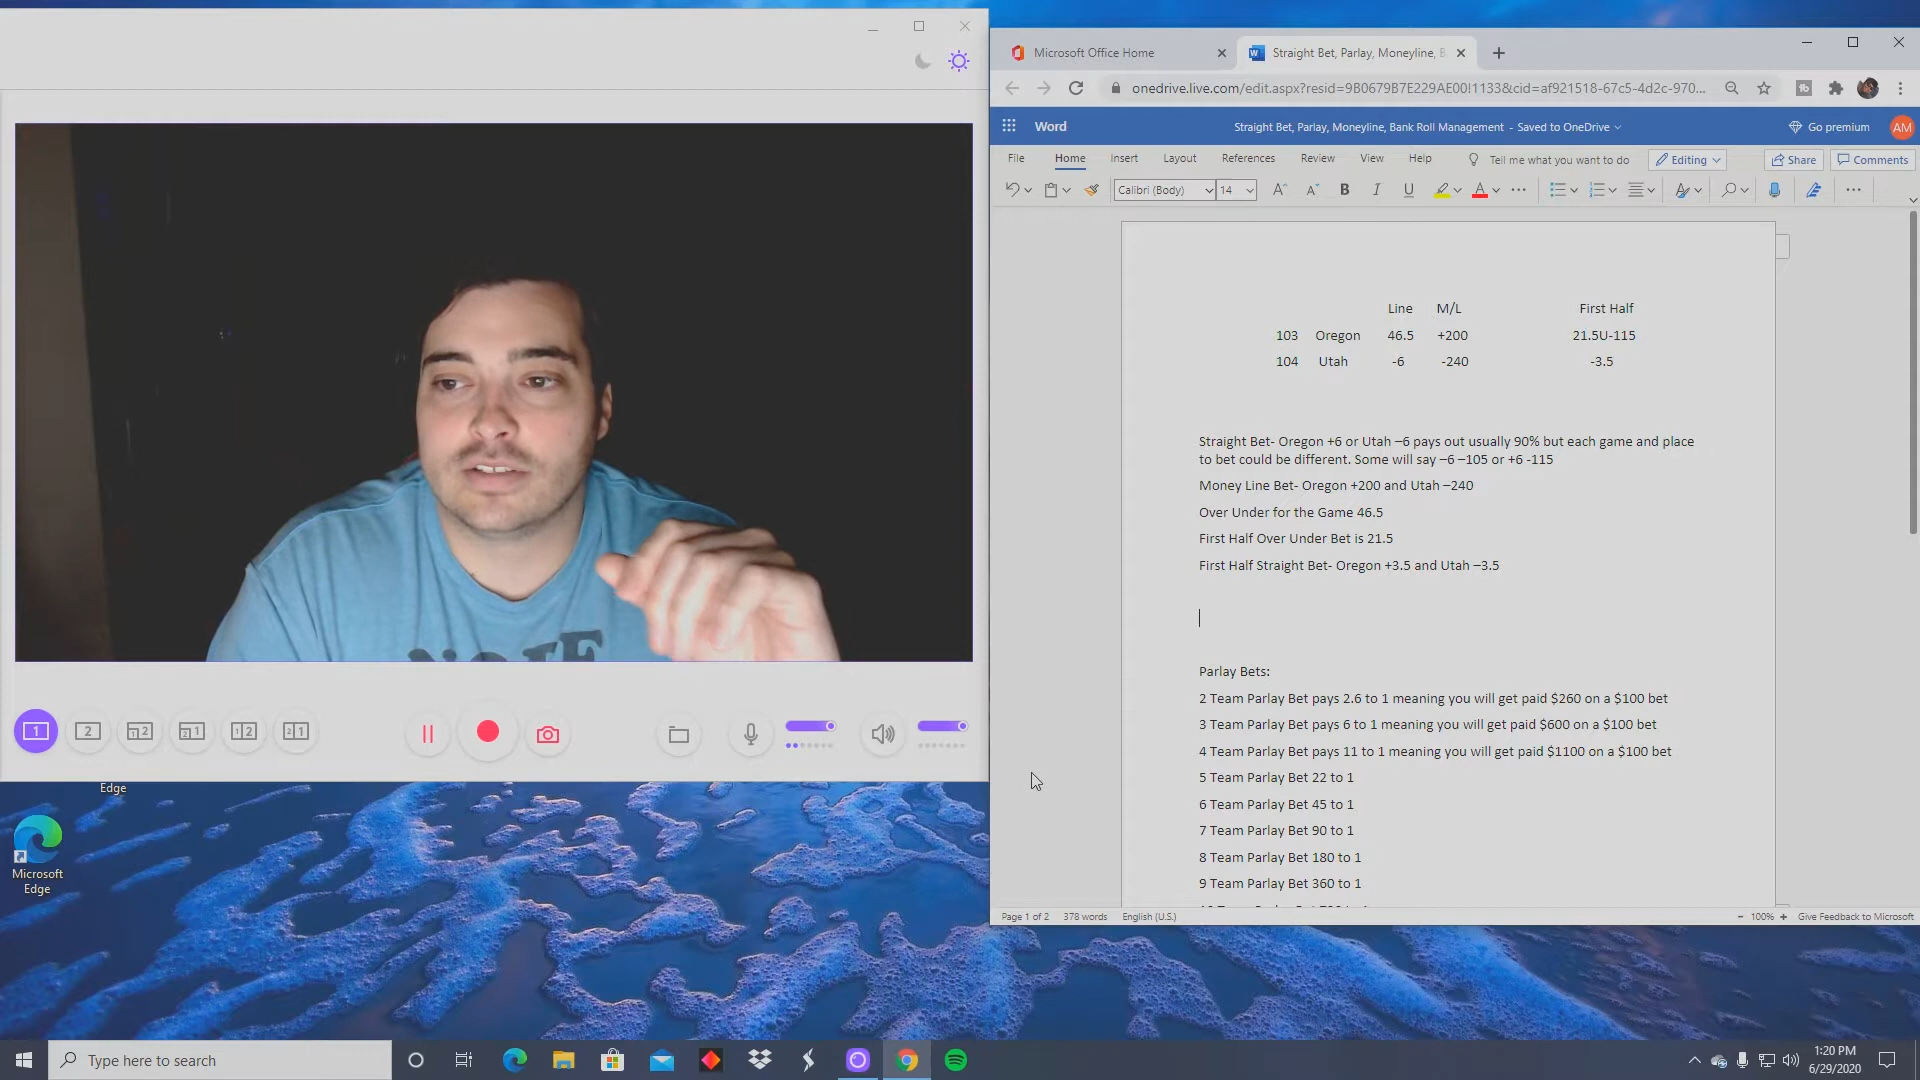 Microsoft Office Home
Straight Bet, Parlay, Moneyline, B
onedrive.live.com/edit.aspx?resid=9B0679B7E229AE00!1133&cid=af921518-67c5-4d2c-970...
Word
Straight Bet, Parlay, Moneyline, Bank Roll Management - Saved to OneDrive
Go premium
AM
File Home Insert Layout References Review View Help Tell me what you want to do Editing Share Comments
Calibri (Body) 14
Line M/L First Half
103 Oregon 46.5 +200 21.5U-115
104 Utah -6 -240 -3.5
Straight Bet- Oregon +6 or Utah –6 pays out usually 90% but each game and place
to bet could be different. Some will say –6 –105 or +6 -115
Money Line Bet- Oregon +200 and Utah –240
Over Under for the Game 46.5
First Half Over Under Bet is 21.5
First Half Straight Bet- Oregon +3.5 and Utah –3.5
Parlay Bets:
2 Team Parlay Bet pays 2.6 to 1 meaning you will get paid $260 on a $100 bet
3 Team Parlay Bet pays 6 to 1 meaning you will get paid $600 on a $100 bet
4 Team Parlay Bet pays 11 to 1 meaning you will get paid $1100 on a $100 bet
5 Team Parlay Bet 22 to 1
6 Team Parlay Bet 45 to 1
7 Team Parlay Bet 90 to 1
8 Team Parlay Bet 180 to 1
9 Team Parlay Bet 360 to 1
Page 1 of 2 378 words English (U.S.) 100% Give Feedback to Microsoft
1 2 1 2 2 1 1 2 2 1
Edge
Microsoft
Edge
Type here to search
1:20 PM
6/29/2020